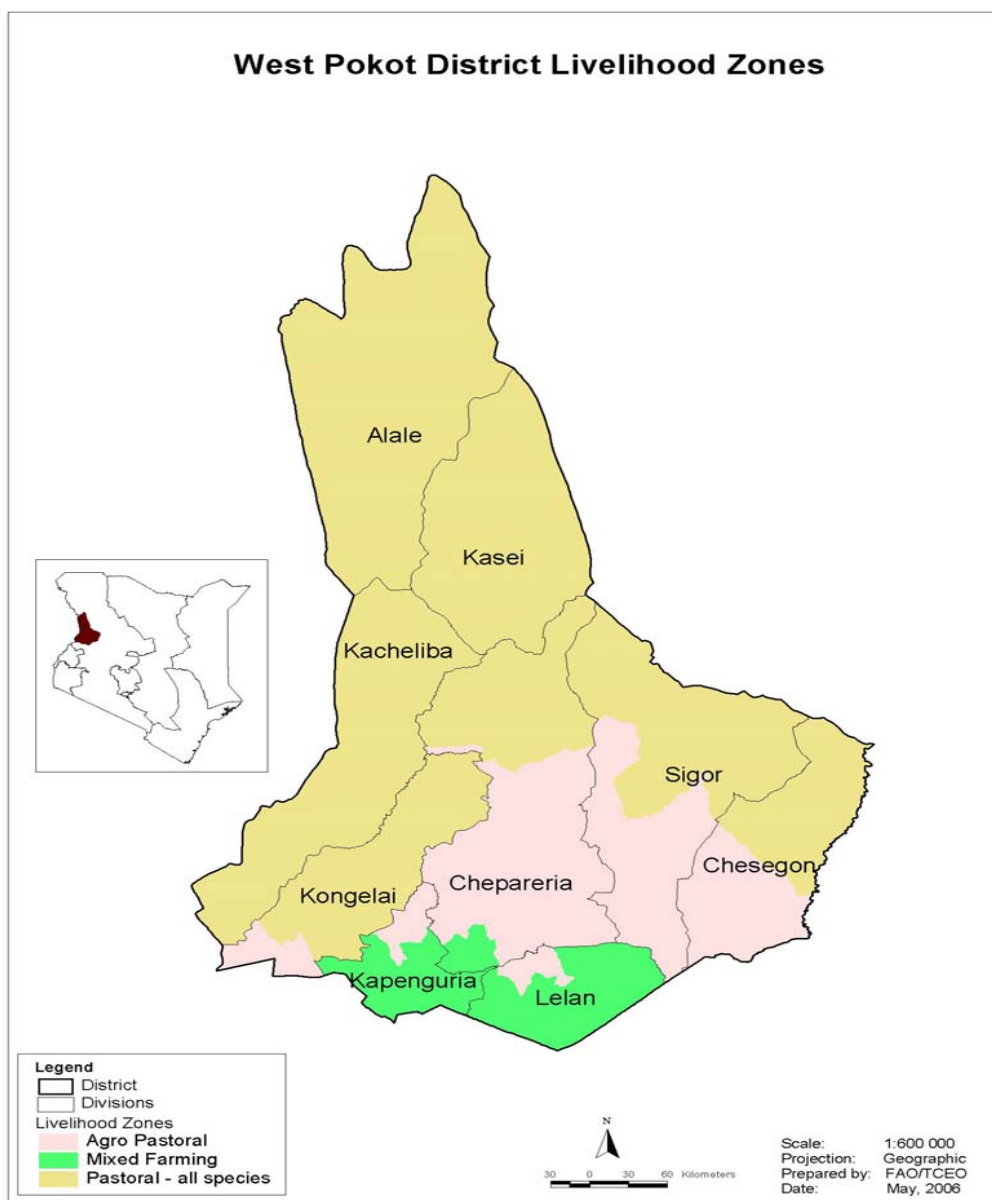 West Pokot District Livelihood Zones
Alale
Kasei
Kacheliba
Sigor
Chesegon
Chepareria
Kongelai
Kapenguria
Lelan
Legend
District
Divisions
Livelihood Zones
Agro Pastoral
Mixed Farming
Pastoral - all species
N
30 0 30 60 Kilometers
Scale: 1:600 000
Projection: Geographic
Prepared by: FAO/TCEO
Date: May, 2006